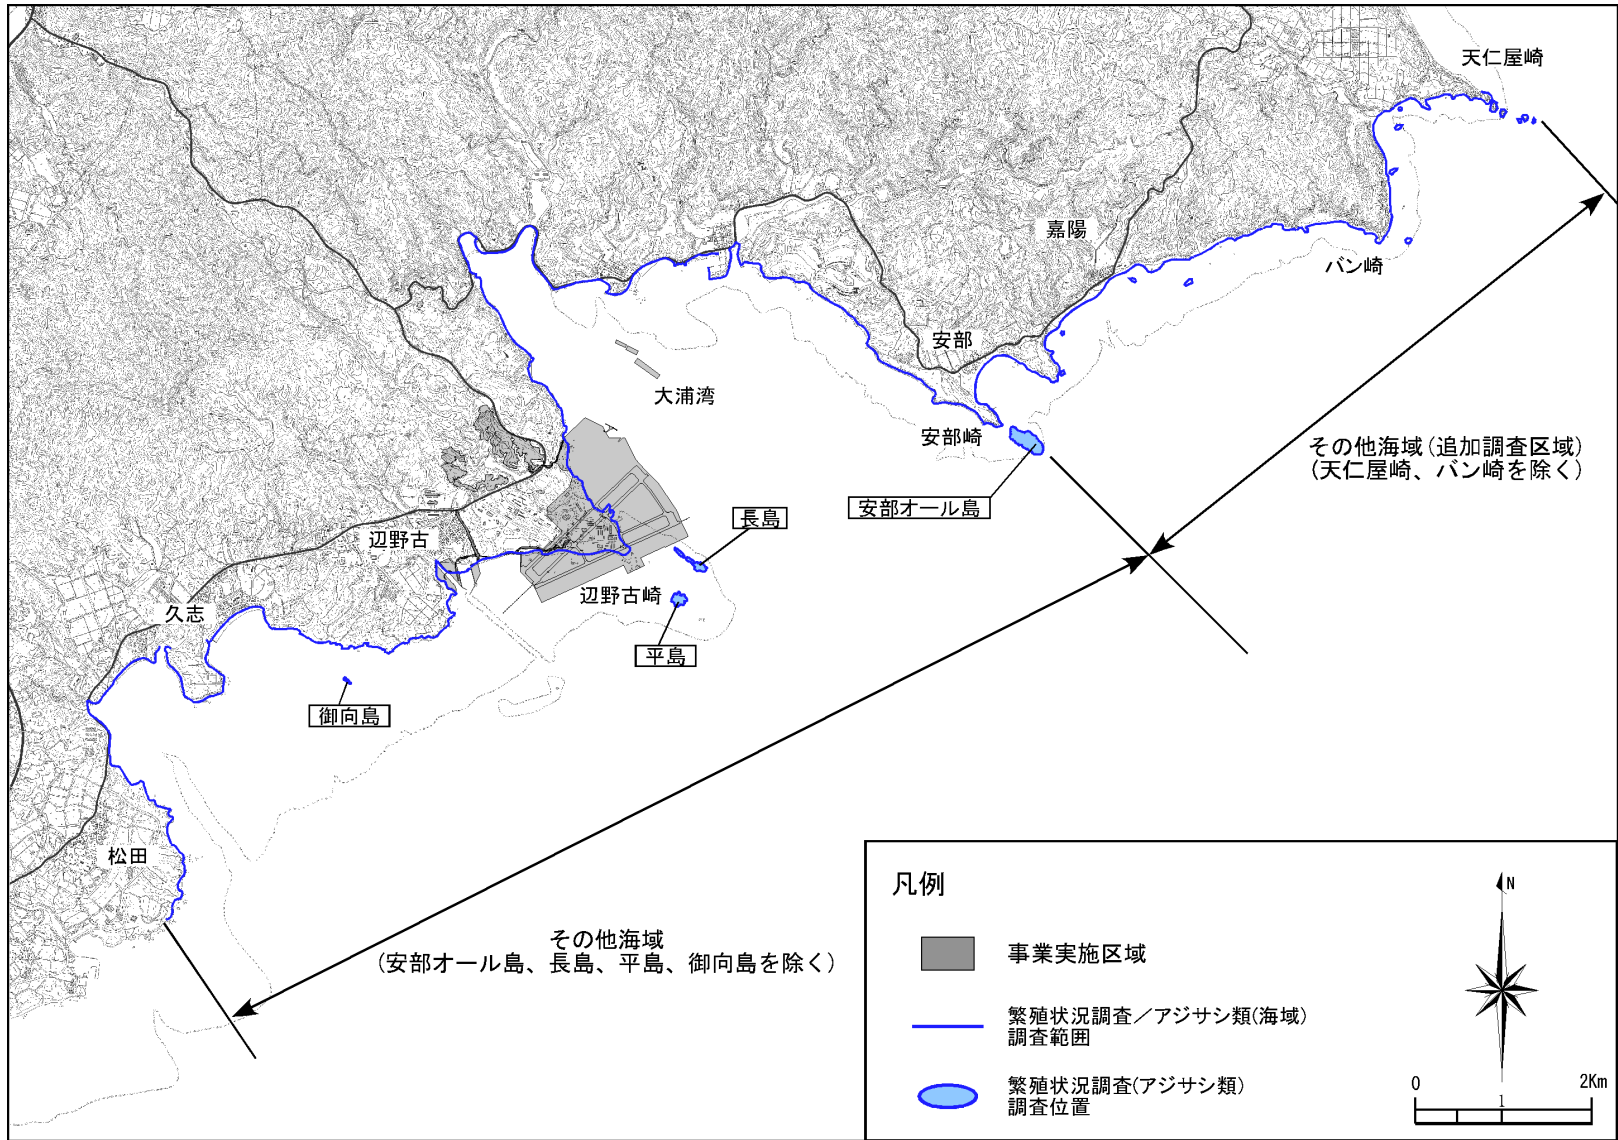 天仁屋崎
嘉陽
バン崎
安部
大浦湾
安部崎
その他海域(追加調査区域)
(天仁屋崎、バン崎を除く)
安部オール島
長島
辺野古
辺野古崎
久志
平島
御向島
松田
その他海域
(安部オール島、長島、平島、御向島を除く)
凡例
N
事業実施区域
繁殖状況調査／アジサシ類(海域)
調査範囲
繁殖状況調査(アジサシ類)
調査位置
0 1 2Km